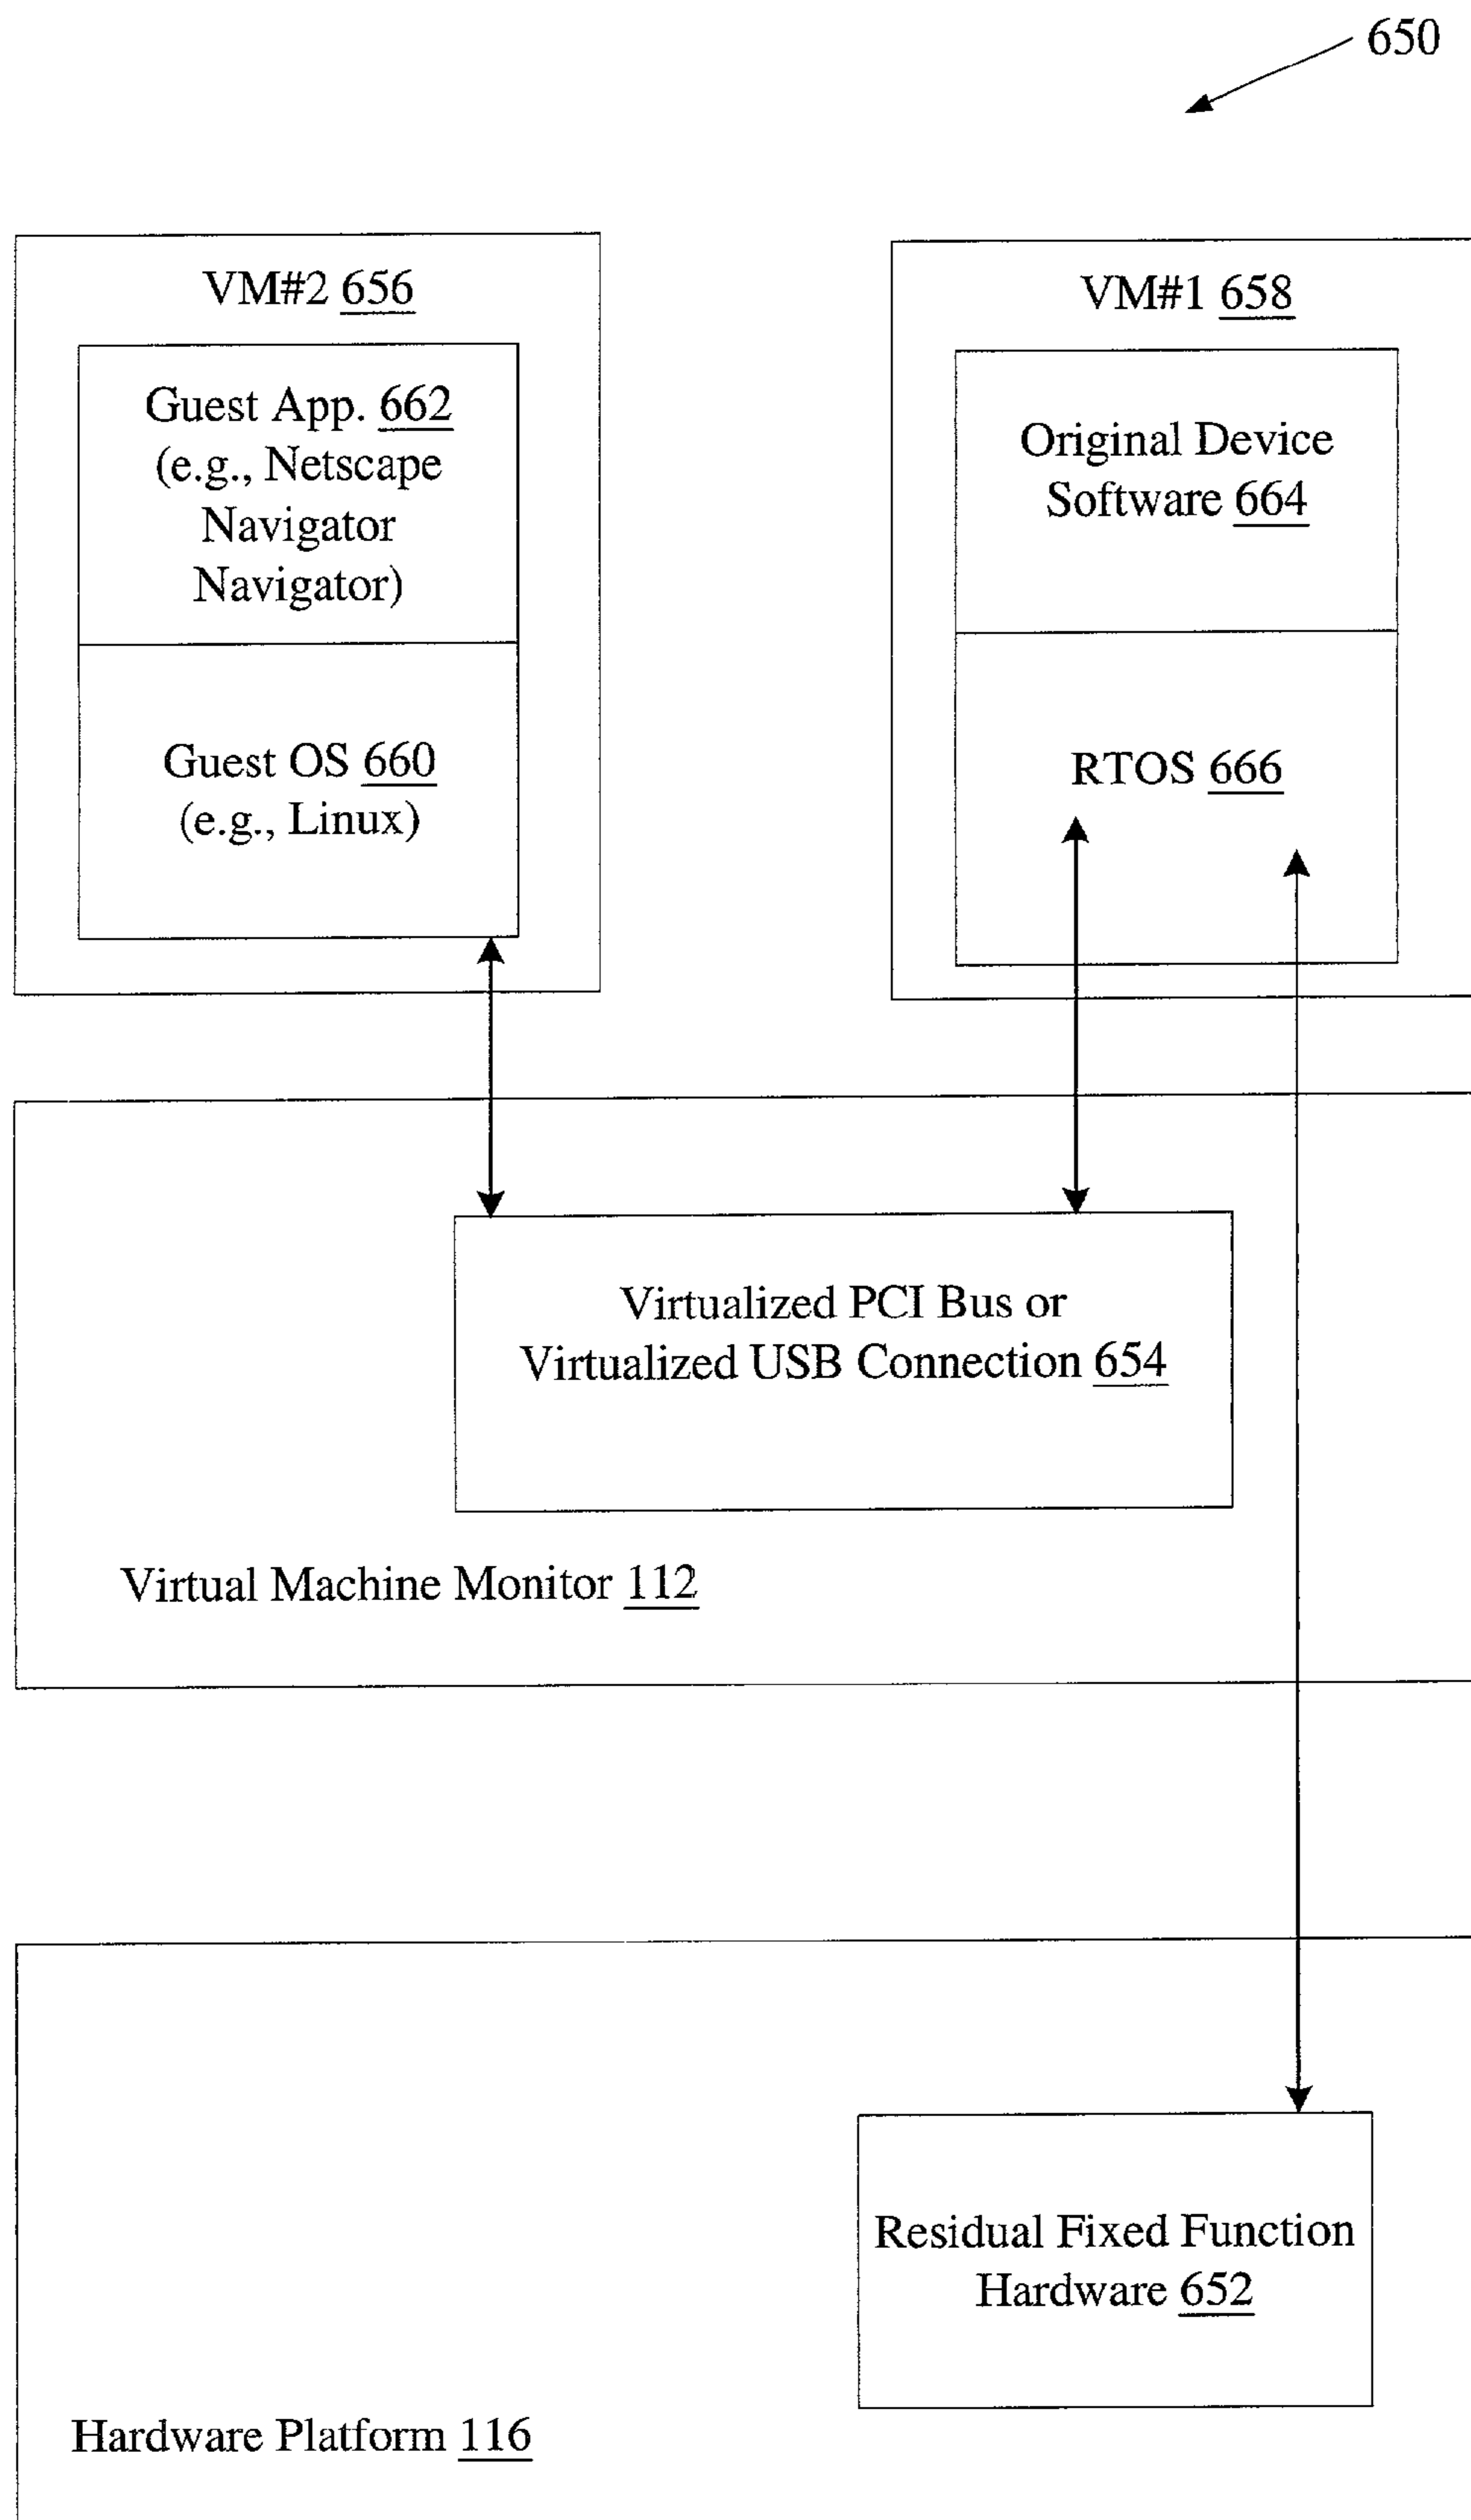 650
VM#2 656
Guest App. 662
(e.g., Netscape
Navigator
Navigator)
Guest OS 660
(e.g., Linux)
VM#1 658
Original Device
Software 664
RTOS 666
Virtualized PCI Bus or
Virtualized USB Connection 654
Virtual Machine Monitor 112
Residual Fixed Function
Hardware 652
Hardware Platform 116